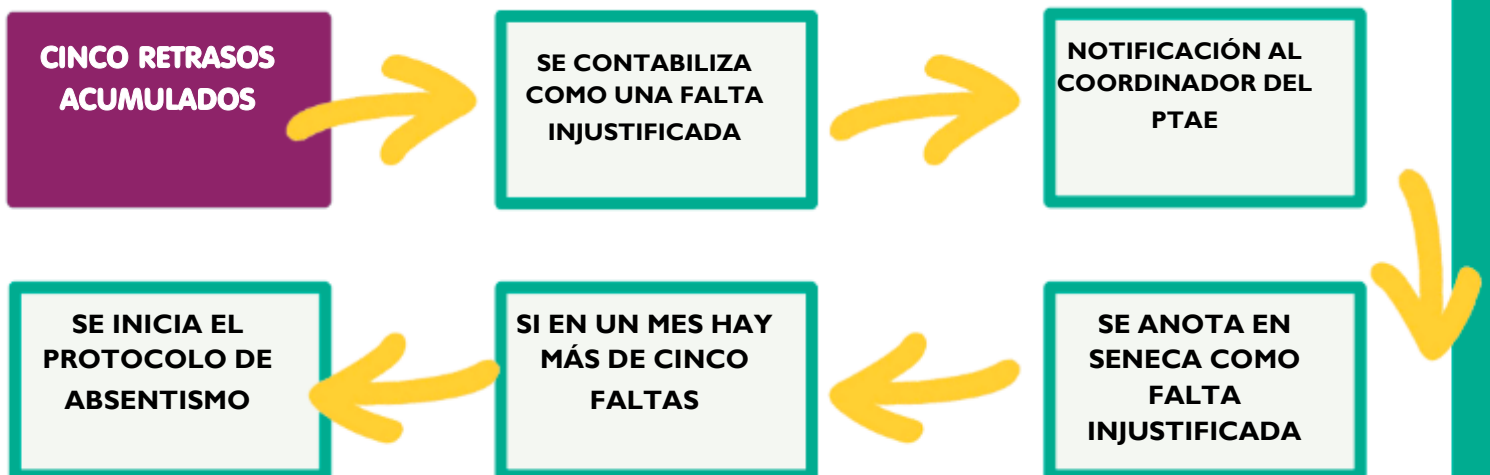 CINCO RETRASOS
ACUMULADOS
SE CONTABILIZA
COMO UNA FALTA
INJUSTIFICADA
NOTIFICACIÓN AL
COORDINADOR DEL
PTAE
SE ANOTA EN
SENECA COMO
FALTA
INJUSTIFICADA
SI EN UN MES HAY
MÁS DE CINCO
FALTAS
SE INICIA EL
PROTOCOLO DE
ABSENTISMO